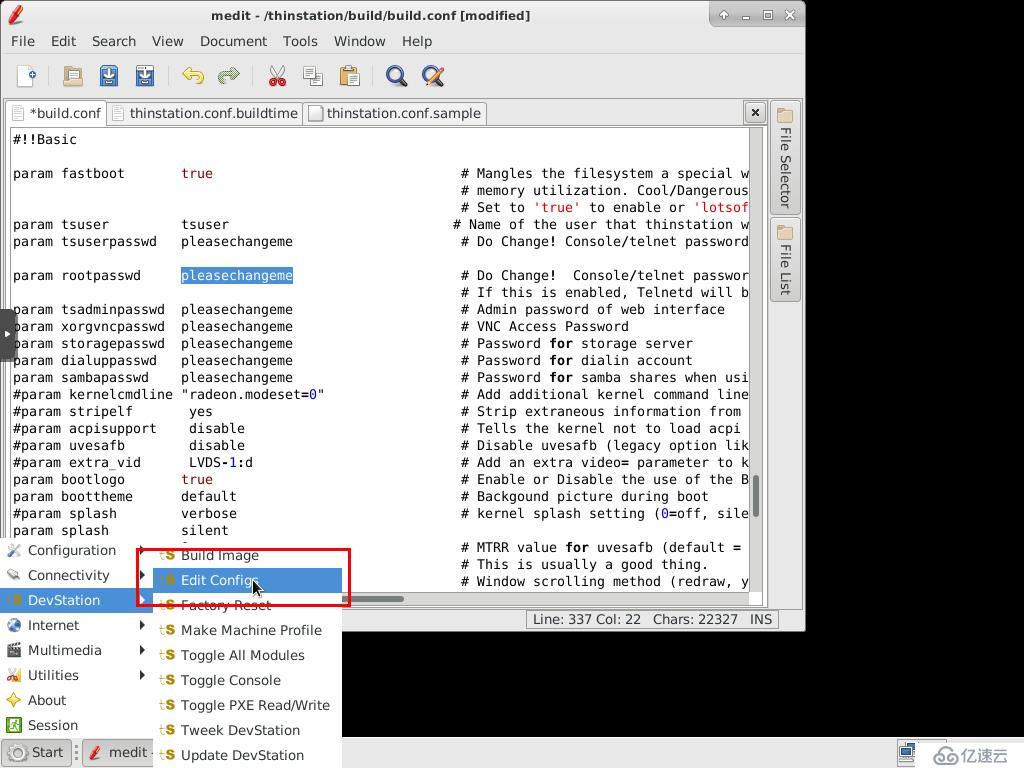 medit - /thinstation/build/build.conf [modified]
File Edit Search View Document Tools Window Help
*build.conf thinstation.conf.buildtime thinstation.conf.sample
#!!Basic
param fastboot true # Mangles the filesystem a special w
# memory utilization. Cool/Dangerous
# Set to 'true' to enable or 'lotsof
param tsuser tsuser # Name of the user that thinstation w
param tsuserpasswd pleasechangeme # Do Change! Console/telnet password
param rootpasswd pleasechangeme # Do Change! Console/telnet passwor
# If this is enabled, Telnetd will b
param tsadminpasswd pleasechangeme # Admin password of web interface
param xorgvncpasswd pleasechangeme # VNC Access Password
param storagepasswd pleasechangeme # Password for storage server
param dialuppasswd pleasechangeme # Password for dialin account
param sambapasswd pleasechangeme # Password for samba shares when usi
#param kernelcmdline "radeon.modeset=0" # Add additional kernel command line
#param stripelf yes # Strip extraneous information from
#param acpisupport disable # Tells the kernel not to load acpi
#param uvesafb disable # Disable uvesafb (legacy option lik
#param extra_vid LVDS-1:d # Add an extra video= parameter to k
param bootlogo true # Enable or Disable the use of the B
param boottheme default # Backgound picture during boot
#param splash verbose # kernel splash setting (0=off, sile
param splash silent
# MTRR value for uvesafb (default =
# This is usually a good thing.
# Window scrolling method (redraw, y
File Selector
File List
Line: 337 Col: 22 Chars: 22327 INS
Configuration
Connectivity
DevStation
Internet
Multimedia
Utilities
About
Session
Build Image
Edit Configs
Factory Reset
Make Machine Profile
Toggle All Modules
Toggle Console
Toggle PXE Read/Write
Tweek DevStation
Update DevStation
Start medit -
亿速云